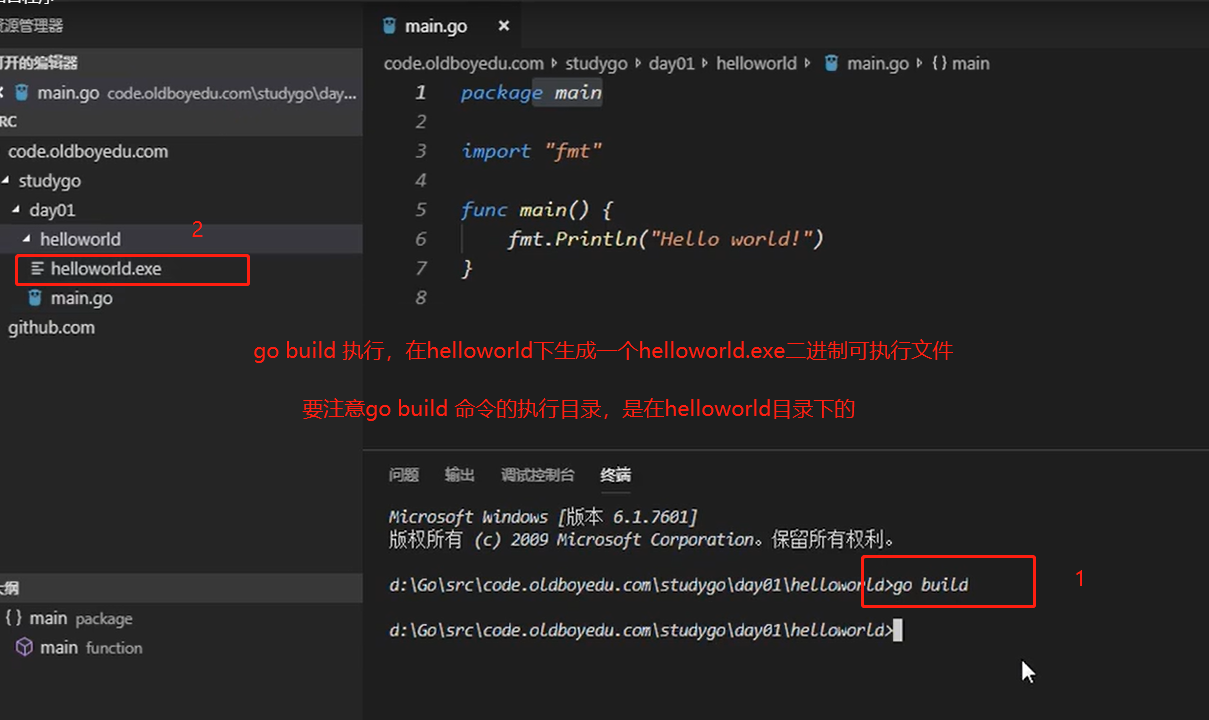 资源管理器
打开的编辑器
main.go code.oldboyedu.com\studygo\day...
RC
code.oldboyedu.com
studygo
day01
helloworld
2
helloworld.exe
main.go
github.com
大纲
{} main package
main function
main.go ×
code.oldboyedu.com studygo day01 helloworld main.go {} main
1 package main
2
3 import "fmt"
4
5 func main() {
6 fmt.Println("Hello world!")
7 }
8
go build 执行，在helloworld下生成一个helloworld.exe二进制可执行文件
要注意go build 命令的执行目录，是在helloworld目录下的
问题 输出 调试控制台 终端
Microsoft Windows [版本 6.1.7601]
版权所有 (c) 2009 Microsoft Corporation。保留所有权利。
d:\Go\src\code.oldboyedu.com\studygo\day01\helloworld>go build
1
d:\Go\src\code.oldboyedu.com\studygo\day01\helloworld>